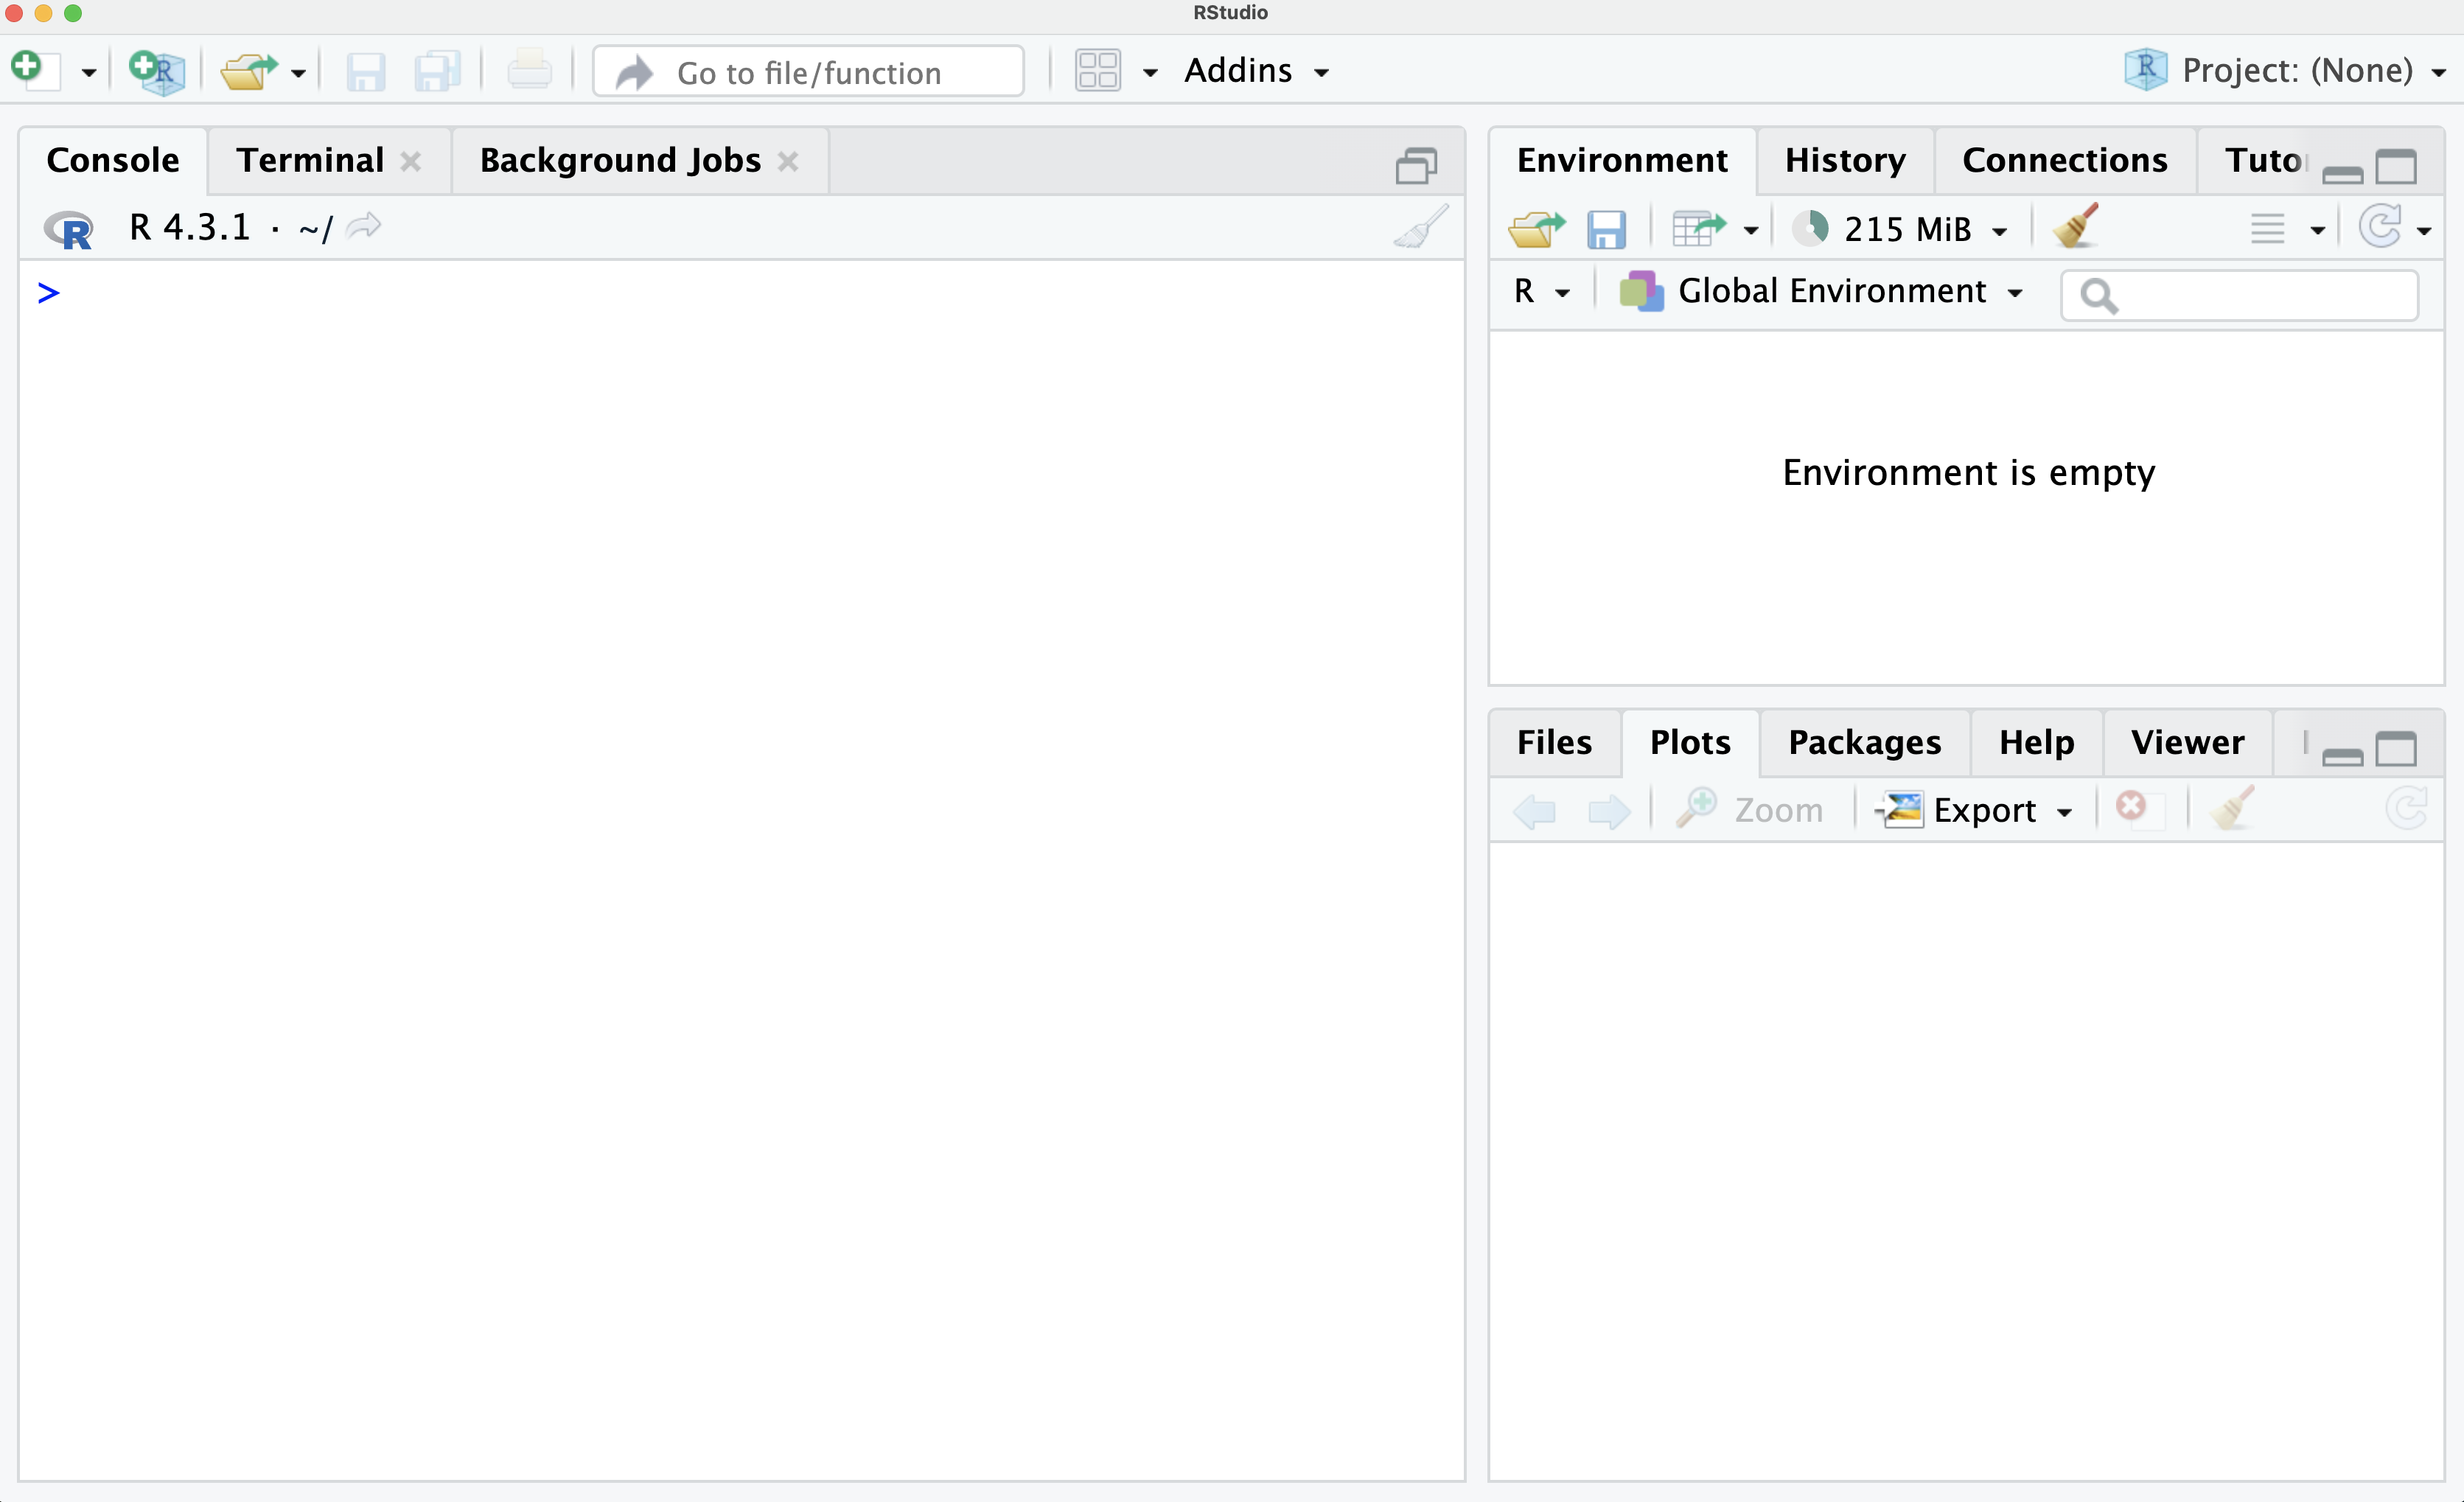 RStudio
Go to file/function
Addins
R Project: (None)
Console Terminal Background Jobs
R R 4.3.1 · ~/
>
Environment History Connections Tuto
215 MiB
R Global Environment
Environment is empty
Files Plots Packages Help Viewer
Zoom Export